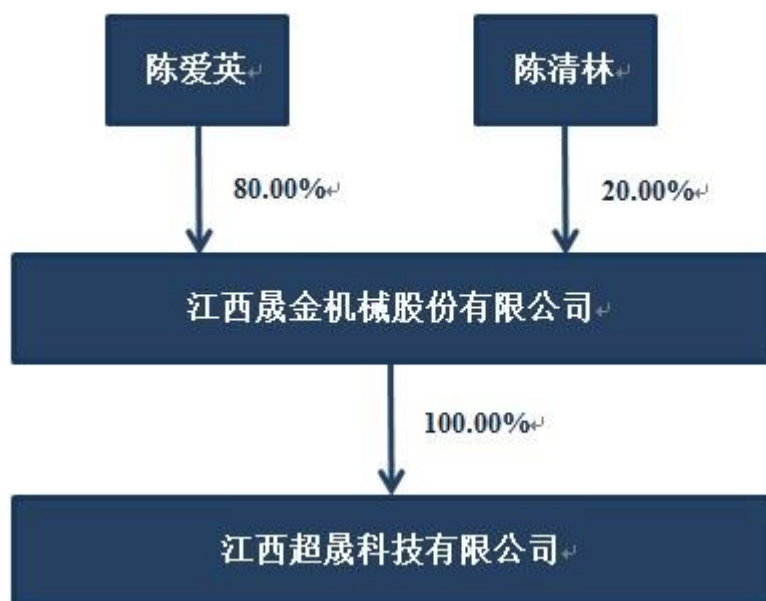 陈爱英
陈清林
80.00%
20.00%
江西晟金机械股份有限公司
100.00%
江西超晟科技有限公司